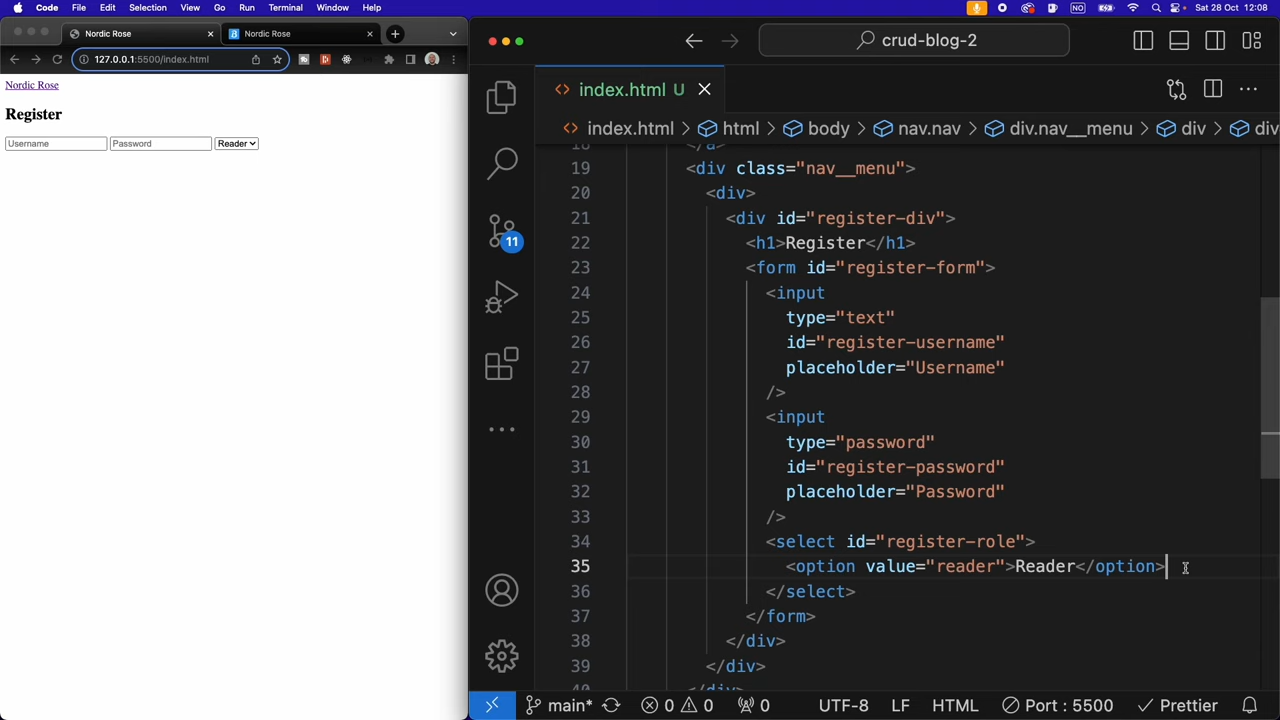 Code File Edit Selection View Go Run Terminal Window Help NO Sat 28 Oct 12:08
Nordic Rose Nordic Rose
127.0.0.1:5500/index.html
Nordic Rose
Register
Username Password Reader
crud-blog-2
index.html U
index.html > html > body > nav.nav > div.nav__menu > div > div
18 </a>
19 <div class="nav__menu">
20 <div>
21 <div id="register-div">
22 <h1>Register</h1>
23 <form id="register-form">
24 <input
25 type="text"
26 id="register-username"
27 placeholder="Username"
28 />
29 <input
30 type="password"
31 id="register-password"
32 placeholder="Password"
33 />
34 <select id="register-role">
35 <option value="reader">Reader</option>
36 </select>
37 </form>
38 </div>
39 </div>
40 </div>
11
main* 0 0 0 UTF-8 LF HTML Port : 5500 Prettier